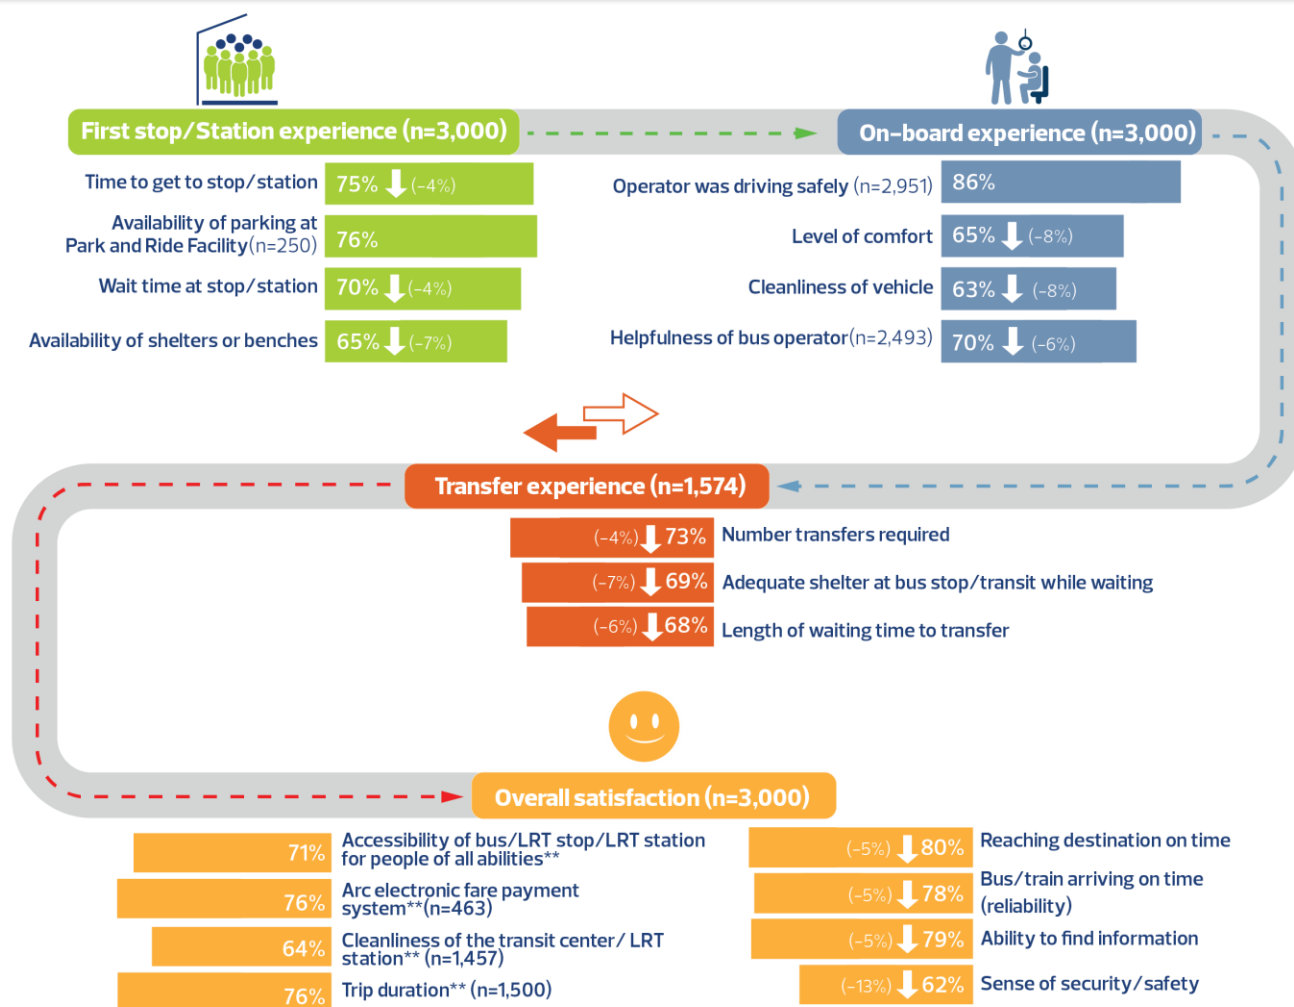 First stop/Station experience (n=3,000)
Time to get to stop/station
75% (-4%)
Availability of parking at
Park and Ride Facility(n=250)
76%
Wait time at stop/station
70% (-4%)
Availability of shelters or benches
65% (-7%)
On-board experience (n=3,000)
Operator was driving safely (n=2,951)
86%
Level of comfort
65% (-8%)
Cleanliness of vehicle
63% (-8%)
Helpfulness of bus operator(n=2,493)
70% (-6%)
Transfer experience (n=1,574)
(-4%) 73%
Number transfers required
(-7%) 69%
Adequate shelter at bus stop/transit while waiting
(-6%) 68%
Length of waiting time to transfer
Overall satisfaction (n=3,000)
71%
Accessibility of bus/LRT stop/LRT station
for people of all abilities**
76%
Arc electronic fare payment
system**(n=463)
64%
Cleanliness of the transit center/ LRT
station** (n=1,457)
76%
Trip duration** (n=1,500)
(-5%) 80%
Reaching destination on time
(-5%) 78%
Bus/train arriving on time
(reliability)
(-5%) 79%
Ability to find information
(-13%) 62%
Sense of security/safety